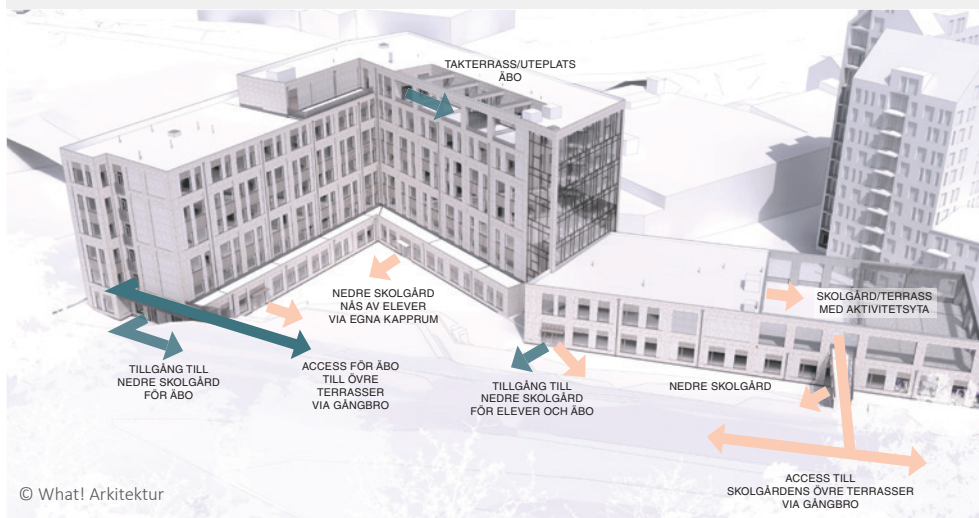 TAKTERRASS/UTEPLATS
ÄBO
NEDRE SKOLGÅRD
NÅS AV ELEVER
VIA EGNA KAPPRUM
SKOLGÅRD/TERRASS
MED AKTIVITETSYTA
TILLGÅNG TILL
NEDRE SKOLGÅRD
FÖR ÄBO
ACCESS FÖR ÄBO
TILL ÖVRE
TERRASSER
VIA GÅNGBRO
TILLGÅNG TILL
NEDRE SKOLGÅRD
FÖR ELEVER OCH ÄBO
NEDRE SKOLGÅRD
ACCESS TILL
SKOLGÅRDENS ÖVRE TERRASSER
VIA GÅNGBRO
© What! Arkitektur